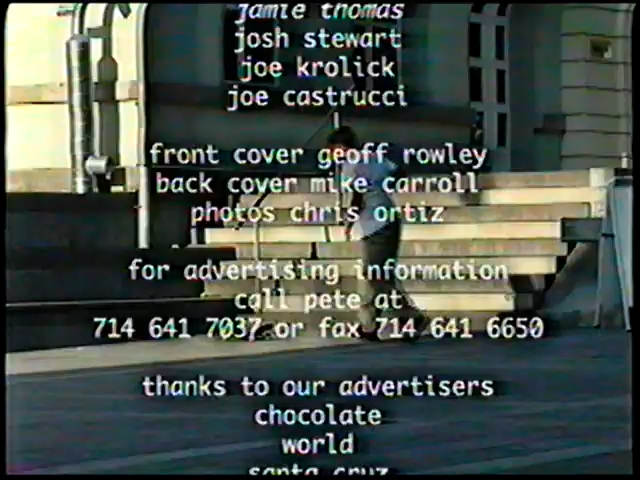 jamie thomas
josh stewart
joe krolick
joe castrucci
front cover geoff rowley
back cover mike carroll
photos chris ortiz
for advertising information
call pete at
714 641 7037 or fax 714 641 6650
thanks to our advertisers
chocolate
world
santa cruz